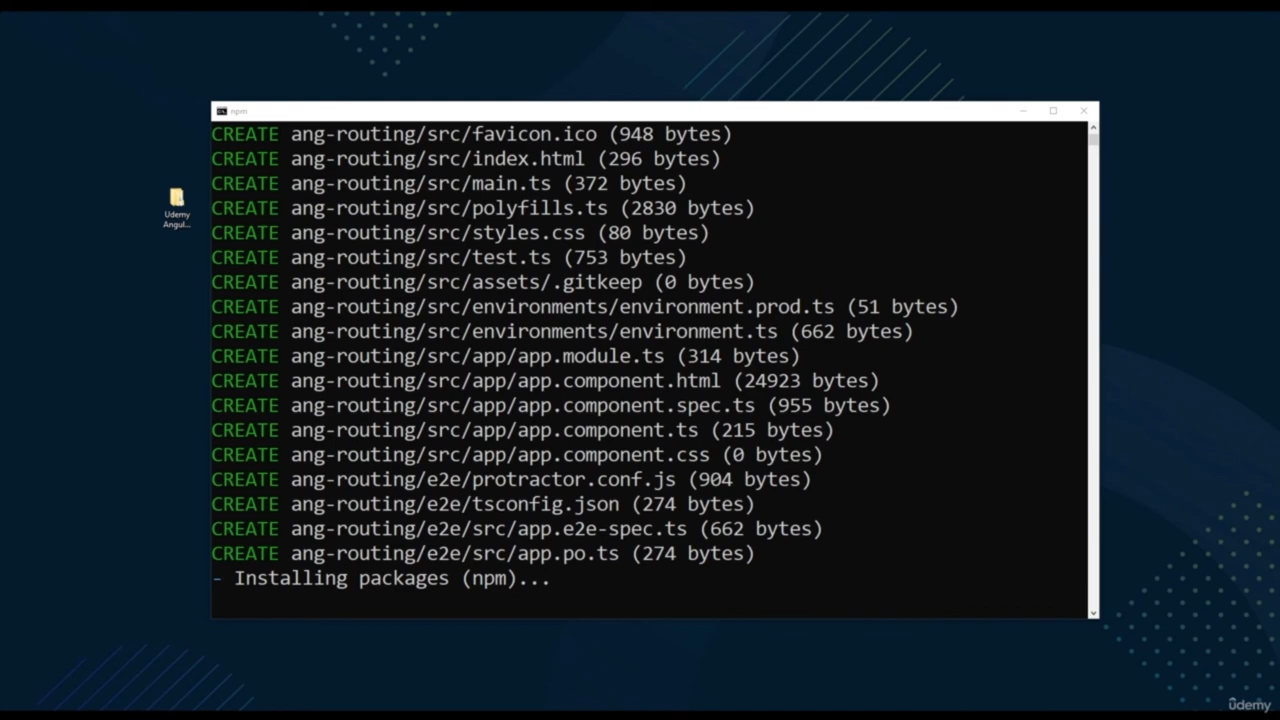 npm
CREATE ang-routing/src/favicon.ico (948 bytes)
CREATE ang-routing/src/index.html (296 bytes)
CREATE ang-routing/src/main.ts (372 bytes)
CREATE ang-routing/src/polyfills.ts (2830 bytes)
CREATE ang-routing/src/styles.css (80 bytes)
CREATE ang-routing/src/test.ts (753 bytes)
CREATE ang-routing/src/assets/.gitkeep (0 bytes)
CREATE ang-routing/src/environments/environment.prod.ts (51 bytes)
CREATE ang-routing/src/environments/environment.ts (662 bytes)
CREATE ang-routing/src/app/app.module.ts (314 bytes)
CREATE ang-routing/src/app/app.component.html (24923 bytes)
CREATE ang-routing/src/app/app.component.spec.ts (955 bytes)
CREATE ang-routing/src/app/app.component.ts (215 bytes)
CREATE ang-routing/src/app/app.component.css (0 bytes)
CREATE ang-routing/e2e/protractor.conf.js (904 bytes)
CREATE ang-routing/e2e/tsconfig.json (274 bytes)
CREATE ang-routing/e2e/src/app.e2e-spec.ts (662 bytes)
CREATE ang-routing/e2e/src/app.po.ts (274 bytes)
- Installing packages (npm)...
Udemy
Angul...
ûdemy